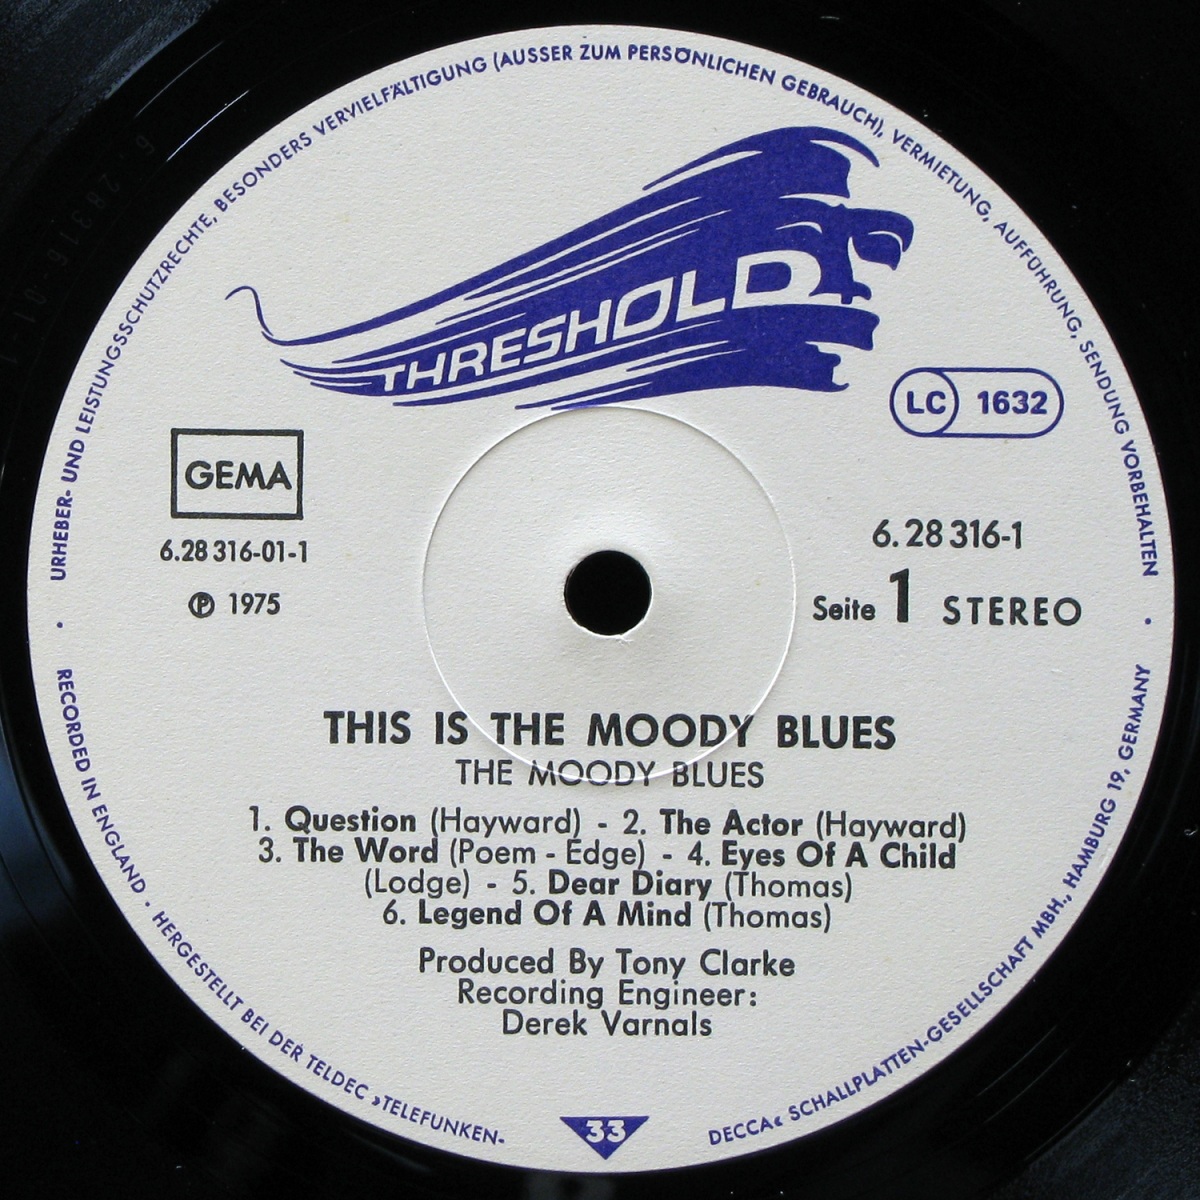 URHEBER- UND LEISTUNGSSCHUTZRECHTE, BESONDERS VERVIELFÄLTIGUNG (AUSSER ZUM PERSÖNLICHEN GEBRAUCH), VERMIETUNG, AUFFÜHRUNG, SENDUNG VORBEHALTEN
THRESHOLD
LC 1632
GEMA
6.28 316-01-1
℗ 1975
6.28 316-1
Seite 1 STEREO
THIS IS THE MOODY BLUES
THE MOODY BLUES
1. Question (Hayward) - 2. The Actor (Hayward)
3. The Word (Poem - Edge) - 4. Eyes Of A Child
(Lodge) - 5. Dear Diary (Thomas)
6. Legend Of A Mind (Thomas)
Produced By Tony Clarke
Recording Engineer:
Derek Varnals
33
RECORDED IN ENGLAND · HERGESTELLT BEI DER TELDEC »TELEFUNKEN-DECCA« SCHALLPLATTEN-GESELLSCHAFT MBH., HAMBURG 19, GERMANY